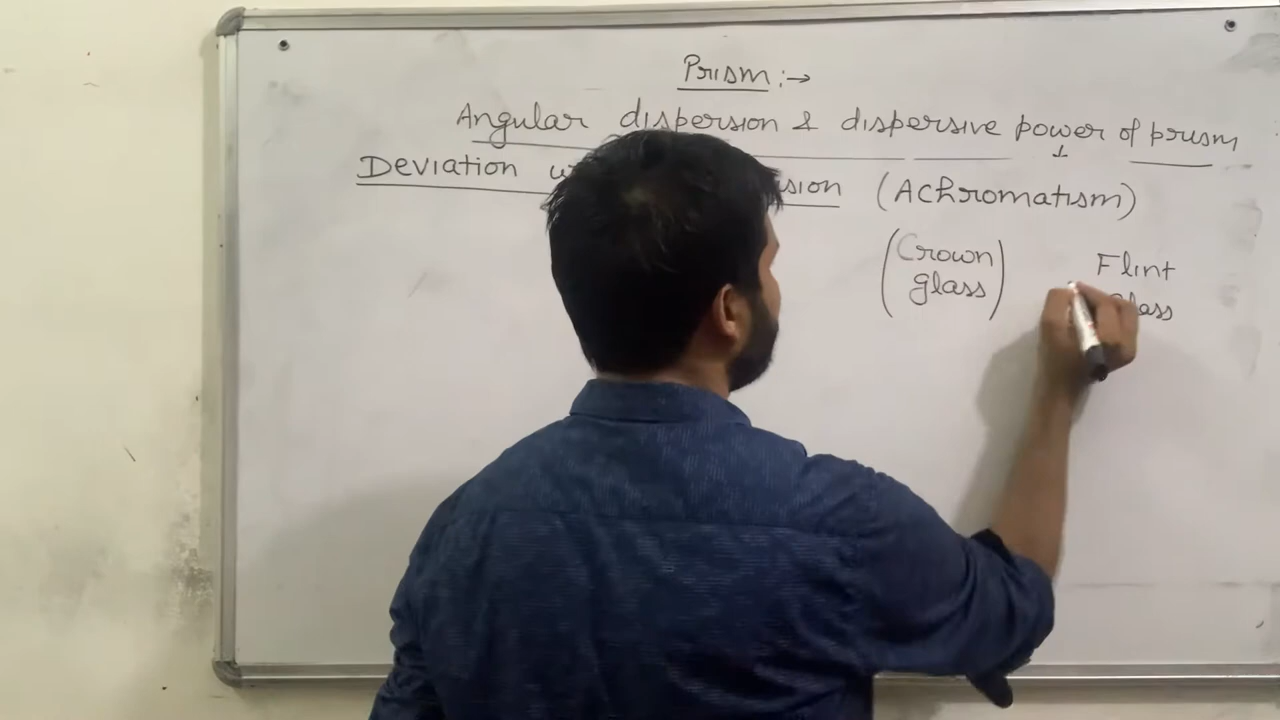 Prism :→
Angular dispersion & dispersive power of prism
Deviation (Achromatism)
(Crown Flint
glass)